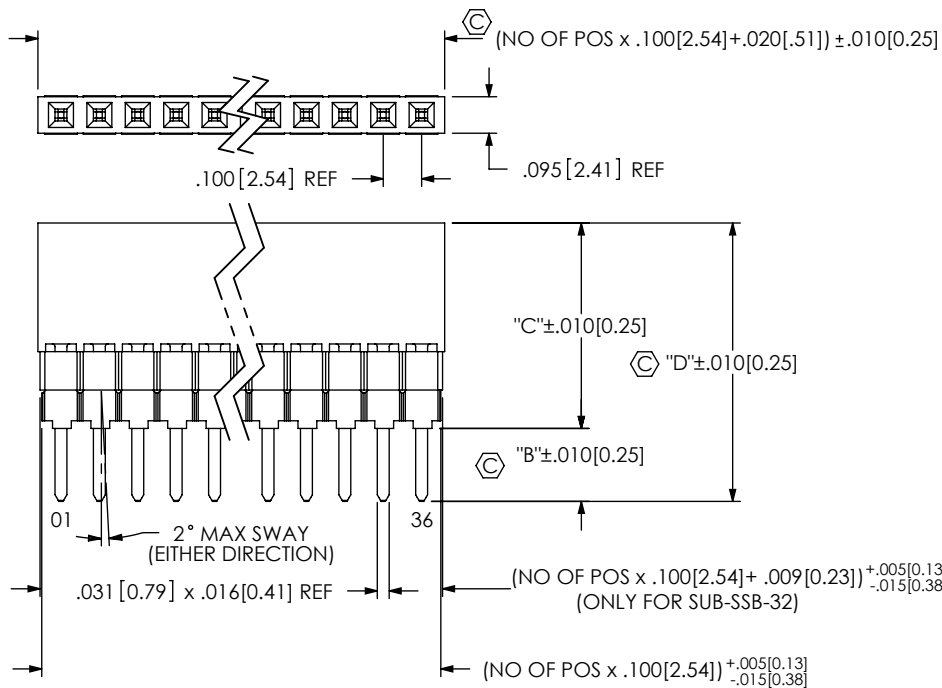 C
(NO OF POS x .100[2.54]+.020[.51]) ±.010[0.25]
.100[2.54] REF
.095[2.41] REF
"C"±.010[0.25]
C "D"±.010[0.25]
C "B"±.010[0.25]
01
36
2° MAX SWAY
(EITHER DIRECTION)
.031[0.79] x .016[0.41] REF
(NO OF POS x .100[2.54]+ .009[0.23]) +.005[0.13
-.015[0.38
(ONLY FOR SUB-SSB-32)
(NO OF POS x .100[2.54]) +.005[0.13]
-.015[0.38]